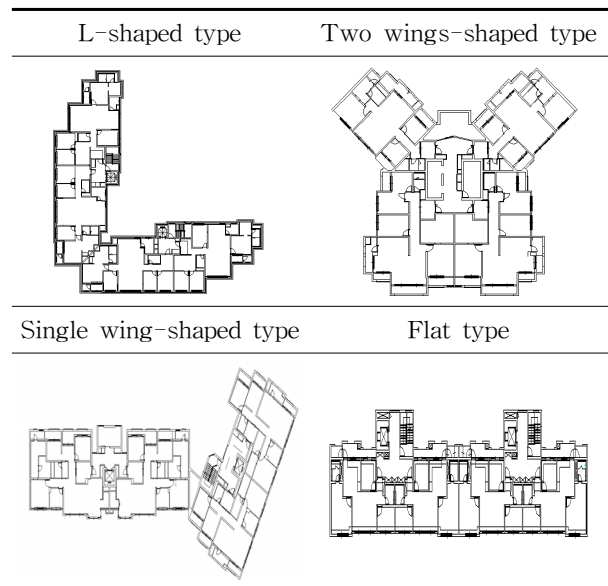 L-shaped type
Two wings-shaped type
Single wing-shaped type
Flat type